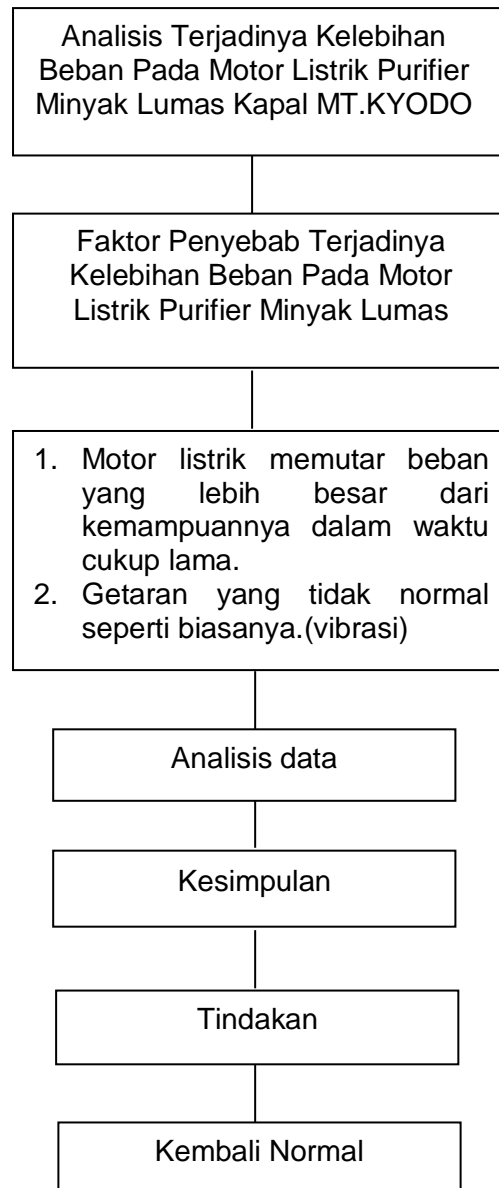 Analisis Terjadinya Kelebihan
Beban Pada Motor Listrik Purifier
Minyak Lumas Kapal MT.KYODO
Faktor Penyebab Terjadinya
Kelebihan Beban Pada Motor
Listrik Purifier Minyak Lumas
1. Motor listrik memutar beban
yang lebih besar dari
kemampuannya dalam waktu
cukup lama.
2. Getaran yang tidak normal
seperti biasanya.(vibrasi)
Analisis data
Kesimpulan
Tindakan
Kembali Normal